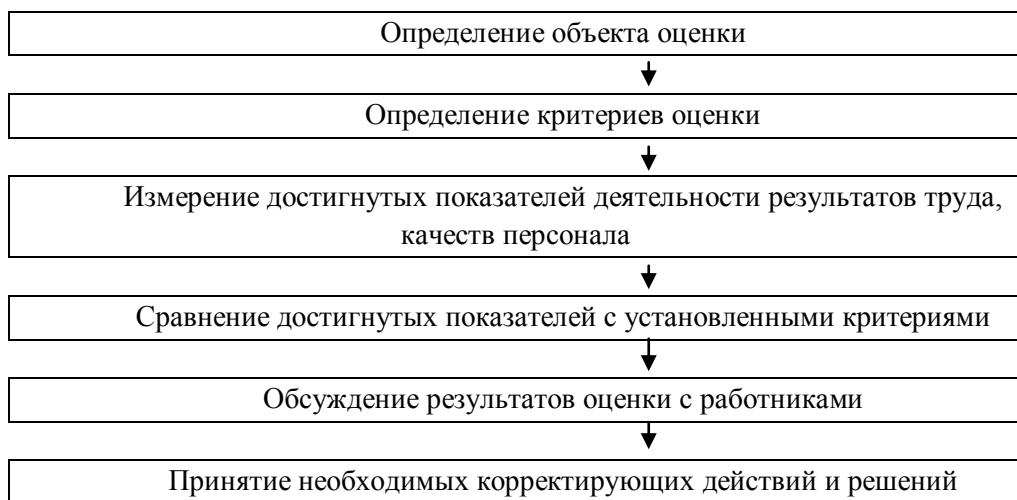 Определение объекта оценки
Определение критериев оценки
Измерение достигнутых показателей деятельности результатов труда,
качеств персонала
Сравнение достигнутых показателей с установленными критериями
Обсуждение результатов оценки с работниками
Принятие необходимых корректирующих действий и решений